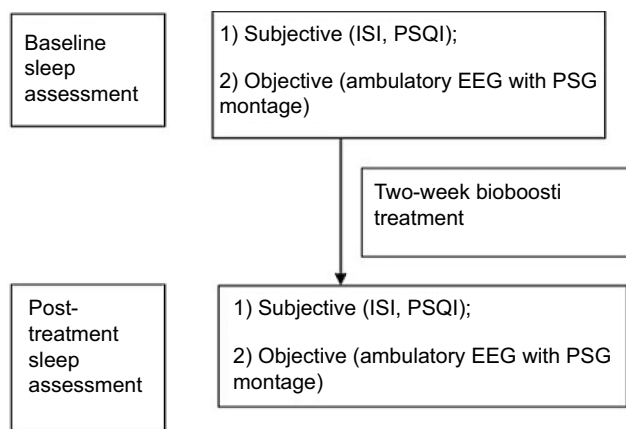 Baseline
sleep
assessment
1) Subjective (ISI, PSQI);
2) Objective (ambulatory EEG with PSG
montage)
Two-week bioboosti
treatment
Post-
treatment
sleep
assessment
1) Subjective (ISI, PSQI);
2) Objective (ambulatory EEG with PSG
montage)